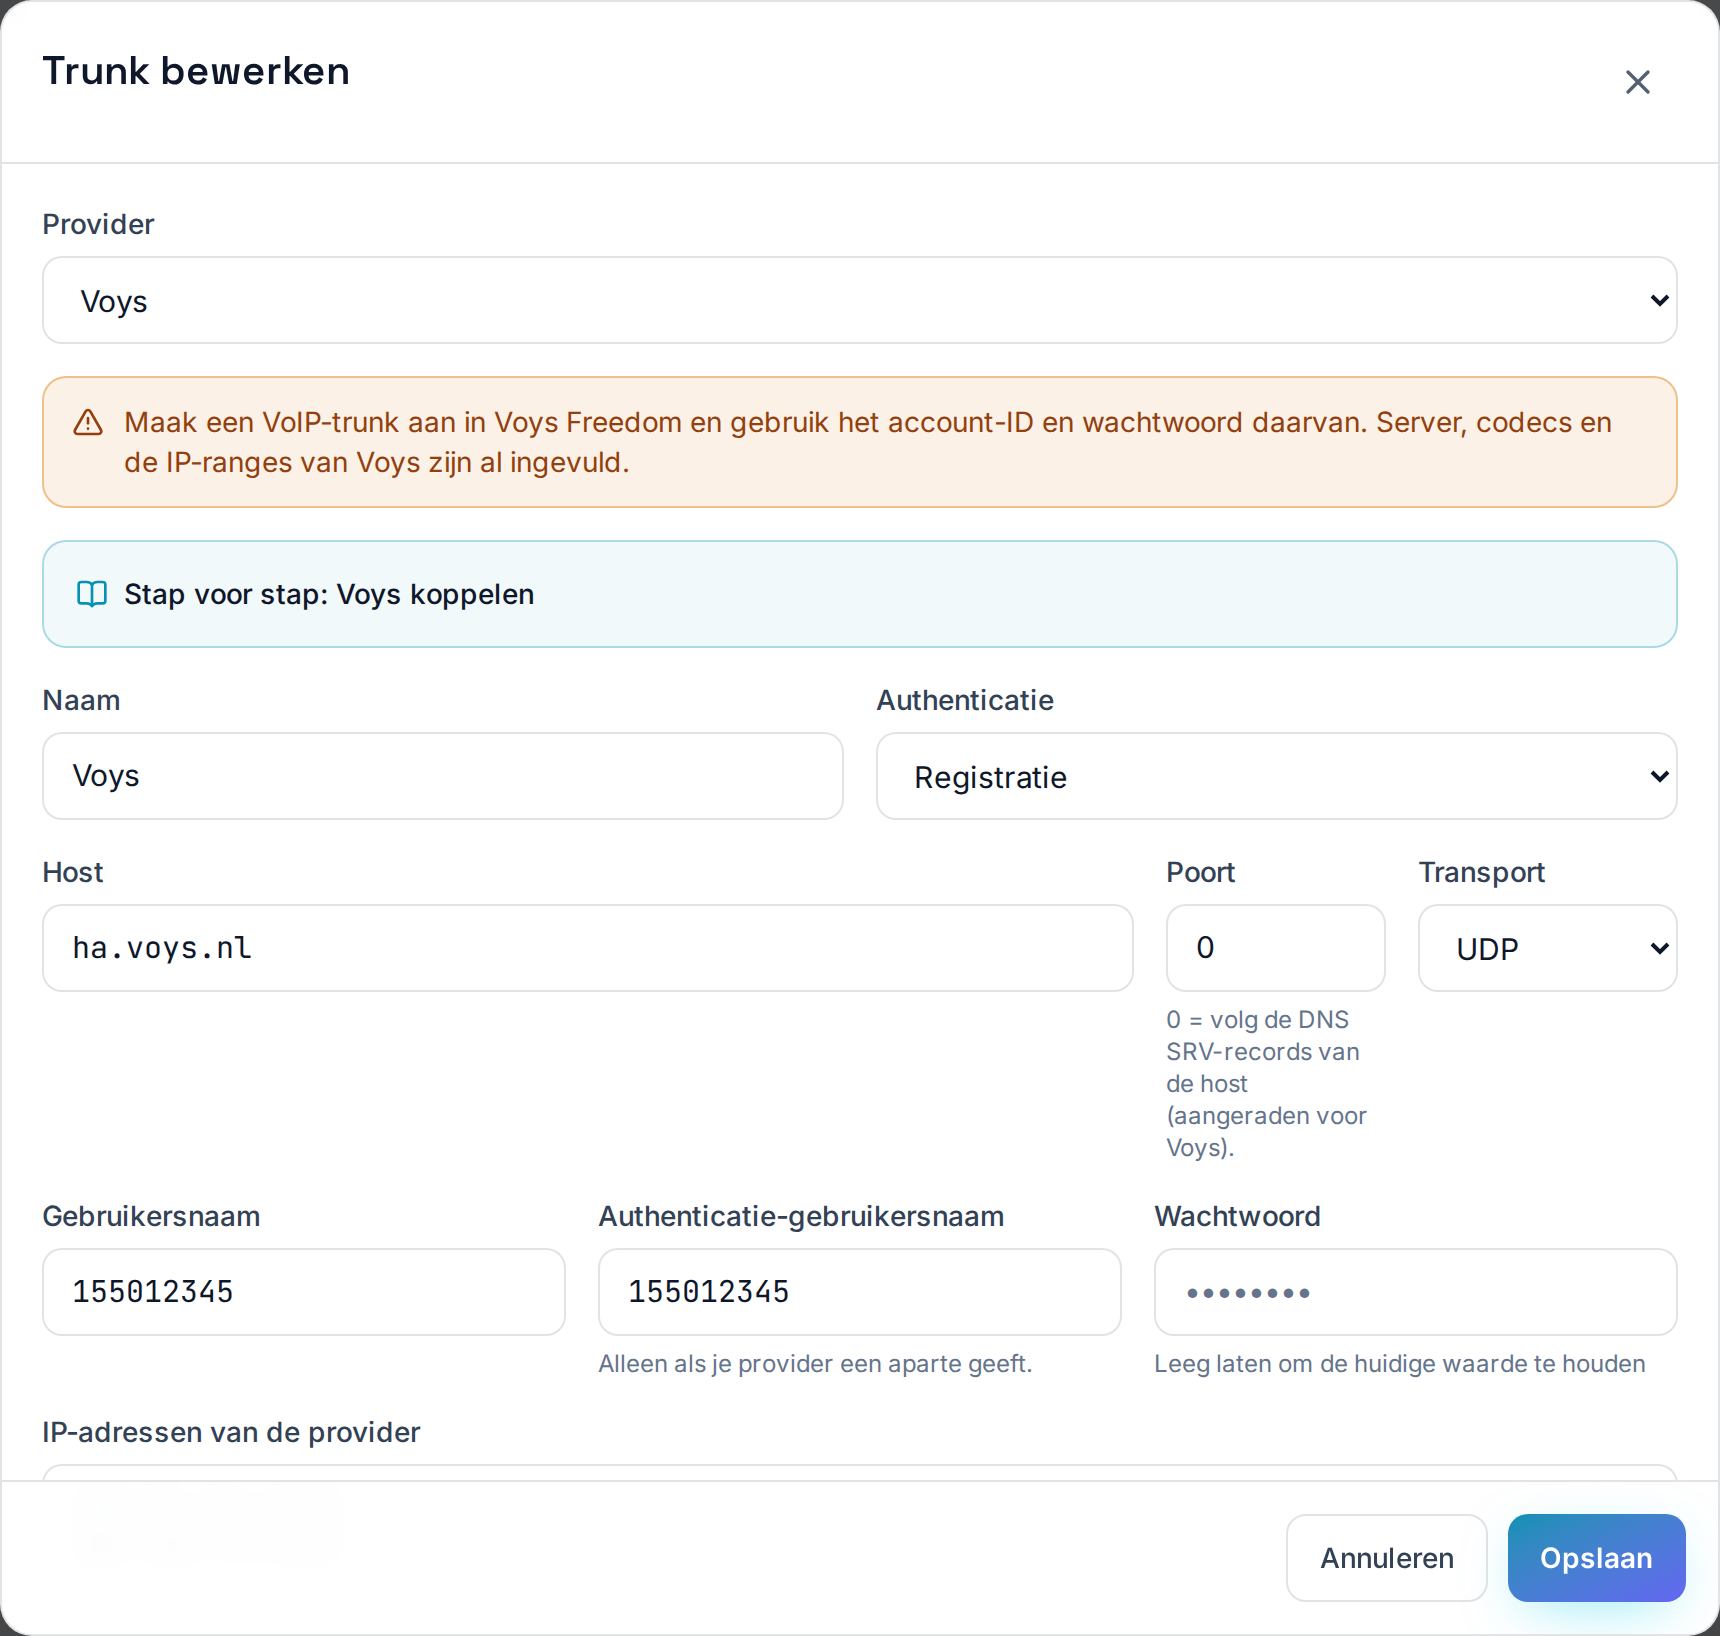 Trunk bewerken
Provider
Voys
Maak een VoIP-trunk aan in Voys Freedom en gebruik het account-ID en wachtwoord daarvan. Server, codecs en
de IP-ranges van Voys zijn al ingevuld.
Stap voor stap: Voys koppelen
Naam
Authenticatie
Voys
Registratie
Host
Poort
Transport
ha.voys.nl
0
UDP
0 = volg de DNS
SRV-records van
de host
(aangeraden voor
Voys).
Gebruikersnaam
Authenticatie-gebruikersnaam
Wachtwoord
155012345
155012345
••••••••
Alleen als je provider een aparte geeft.
Leeg laten om de huidige waarde te houden
IP-adressen van de provider
Annuleren
Opslaan